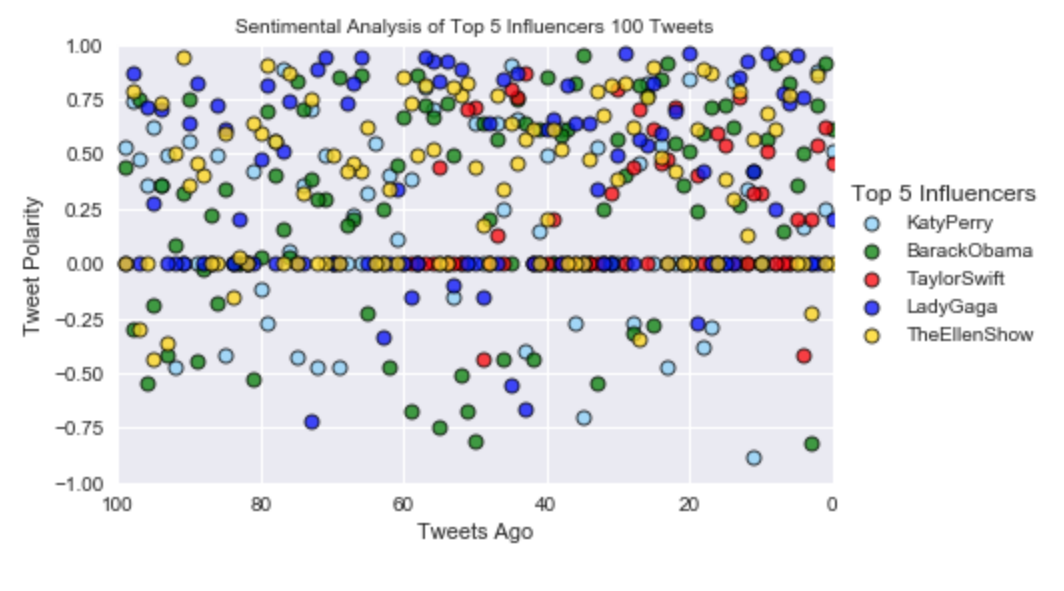 Sentimental Analysis of Top 5 Influencers 100 Tweets
1.00
0.75
0.50
0.25
0.00
−0.25
−0.50
−0.75
−1.00
Tweet Polarity
100 80 60 40 20 0
Tweets Ago
Top 5 Influencers
KatyPerry
BarackObama
TaylorSwift
LadyGaga
TheEllenShow